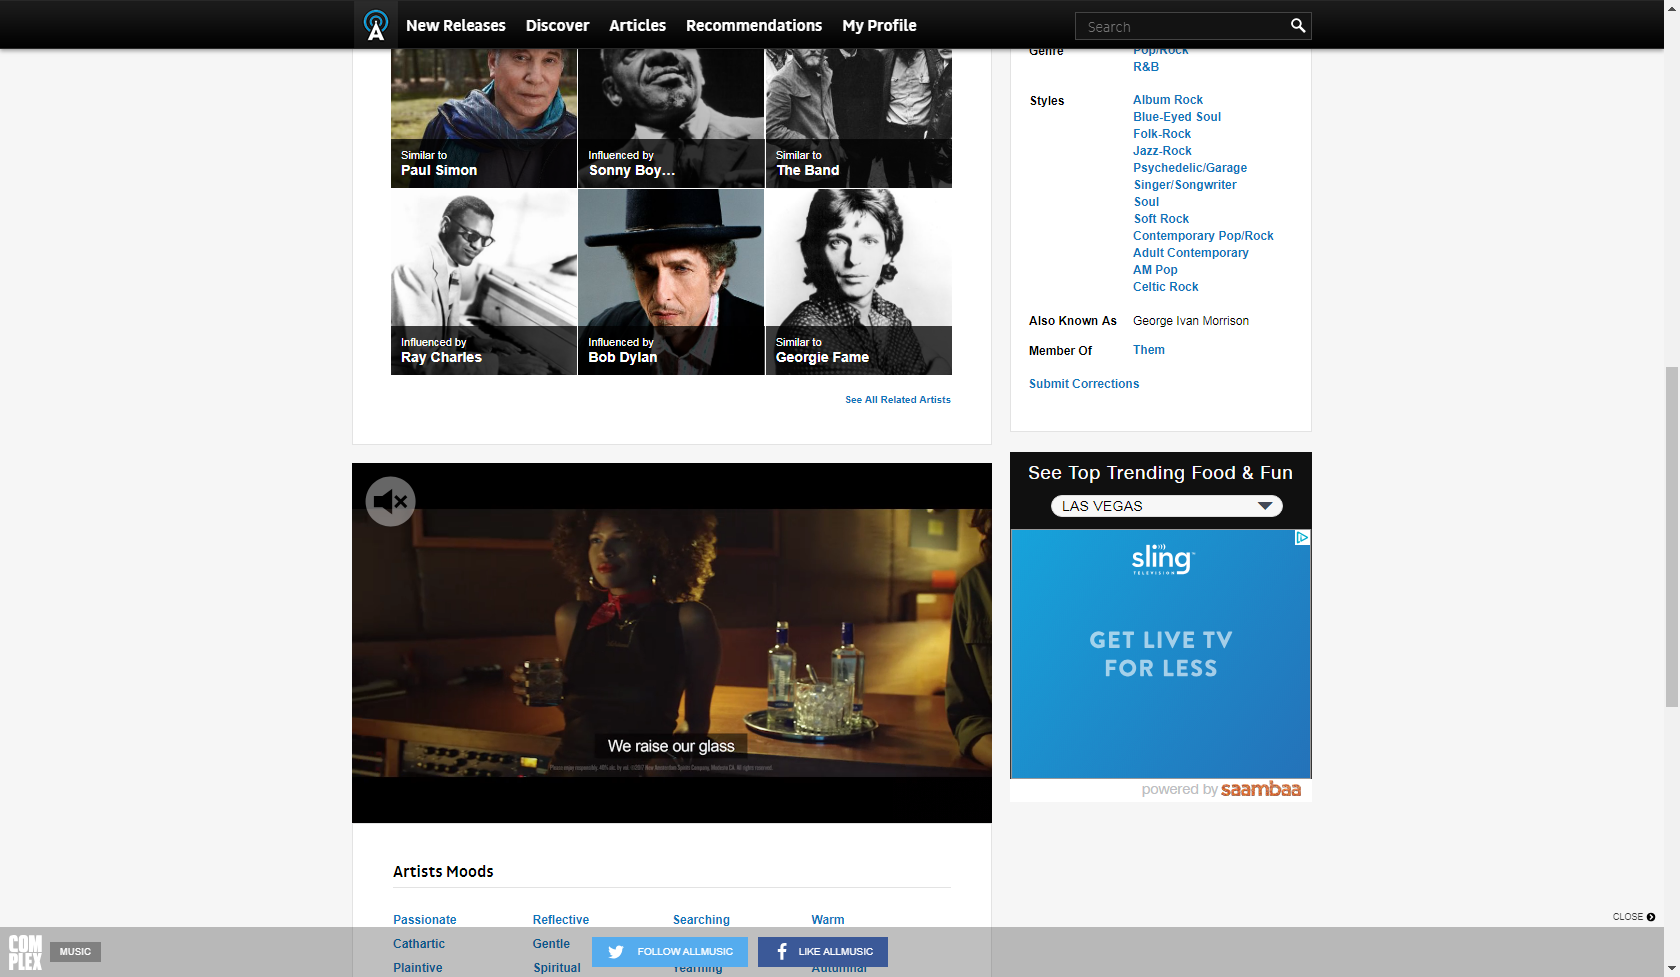 New Releases Discover Articles Recommendations My Profile Search
Similar to
Paul Simon
Influenced by
Sonny Boy...
Similar to
The Band
Influenced by
Ray Charles
Influenced by
Bob Dylan
Similar to
Georgie Fame
See All Related Artists
Genre Pop/Rock
R&B
Styles Album Rock
Blue-Eyed Soul
Folk-Rock
Jazz-Rock
Psychedelic/Garage
Singer/Songwriter
Soul
Soft Rock
Contemporary Pop/Rock
Adult Contemporary
AM Pop
Celtic Rock
Also Known As George Ivan Morrison
Member Of Them
Submit Corrections
We raise our glass
See Top Trending Food & Fun
LAS VEGAS
sling
TELEVISION
GET LIVE TV
FOR LESS
powered by saambaa
Artists Moods
Passionate Reflective Searching Warm
Cathartic Gentle
Plaintive Spiritual Yearning Autumnal
CLOSE
COM
PLEX
MUSIC
FOLLOW ALLMUSIC
LIKE ALLMUSIC